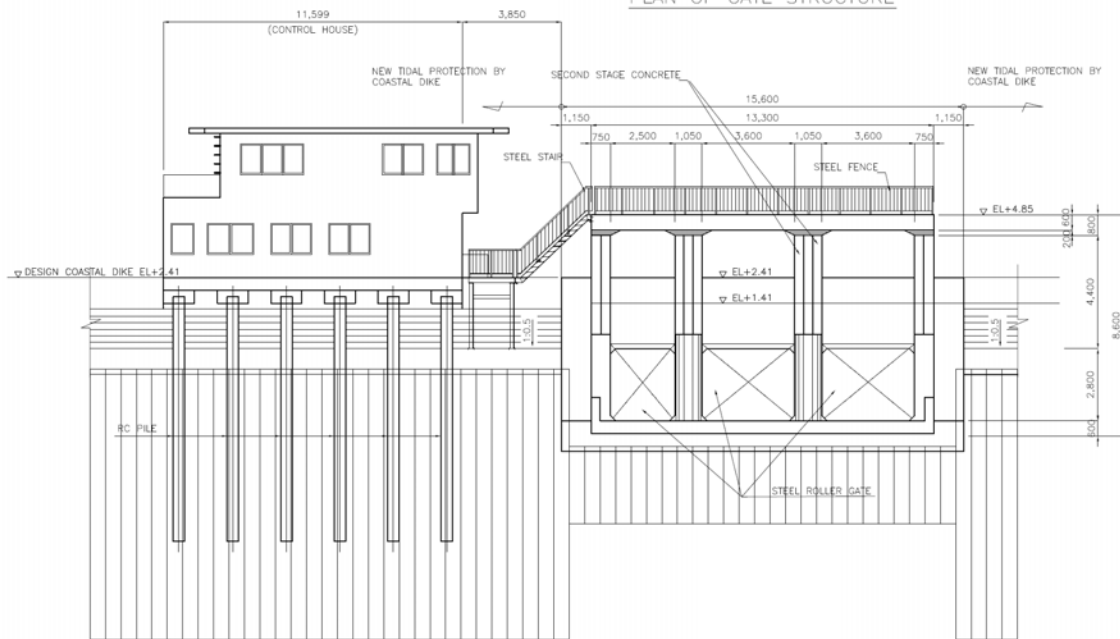 PLAN OF GATE STRUCTURE
11,599
(CONTROL HOUSE)
3,850
NEW TIDAL PROTECTION BY
COASTAL DIKE
SECOND STAGE CONCRETE
NEW TIDAL PROTECTION BY
COASTAL DIKE
15,600
1,150
13,300
1,150
750
2,500
1,050
3,600
1,050
3,600
750
STEEL STAIR
STEEL FENCE
EL+4.85
600
200
800
DESIGN COASTAL DIKE EL+2.41
EL+2.41
EL+1.41
4,400
8,600
1:0.5
1:0.5
2,800
RC PILE
STEEL ROLLER GATE